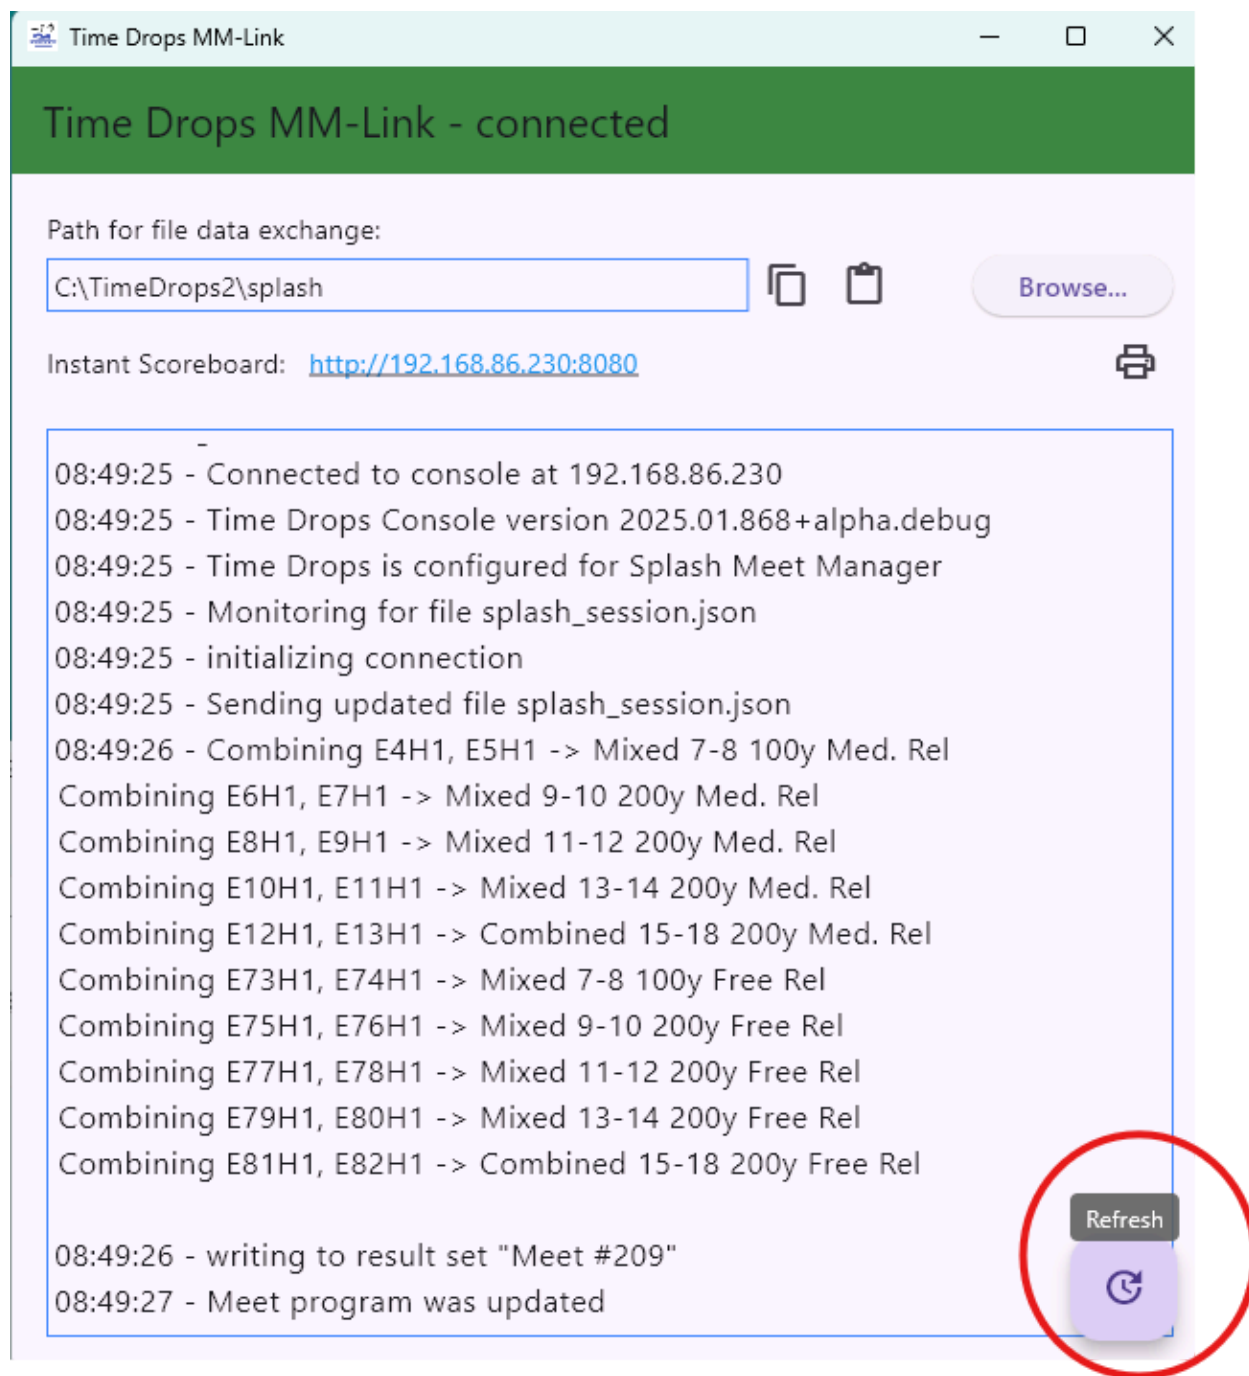 Time Drops MM-Link
Time Drops MM-Link - connected
Path for file data exchange:
C:\TimeDrops2\splash
Browse...
Instant Scoreboard: http://192.168.86.230:8080
08:49:25 - Connected to console at 192.168.86.230
08:49:25 - Time Drops Console version 2025.01.868+alpha.debug
08:49:25 - Time Drops is configured for Splash Meet Manager
08:49:25 - Monitoring for file splash_session.json
08:49:25 - initializing connection
08:49:25 - Sending updated file splash_session.json
08:49:26 - Combining E4H1, E5H1 -> Mixed 7-8 100y Med. Rel
Combining E6H1, E7H1 -> Mixed 9-10 200y Med. Rel
Combining E8H1, E9H1 -> Mixed 11-12 200y Med. Rel
Combining E10H1, E11H1 -> Mixed 13-14 200y Med. Rel
Combining E12H1, E13H1 -> Combined 15-18 200y Med. Rel
Combining E73H1, E74H1 -> Mixed 7-8 100y Free Rel
Combining E75H1, E76H1 -> Mixed 9-10 200y Free Rel
Combining E77H1, E78H1 -> Mixed 11-12 200y Free Rel
Combining E79H1, E80H1 -> Mixed 13-14 200y Free Rel
Combining E81H1, E82H1 -> Combined 15-18 200y Free Rel
Refresh
08:49:26 - writing to result set "Meet #209"
08:49:27 - Meet program was updated